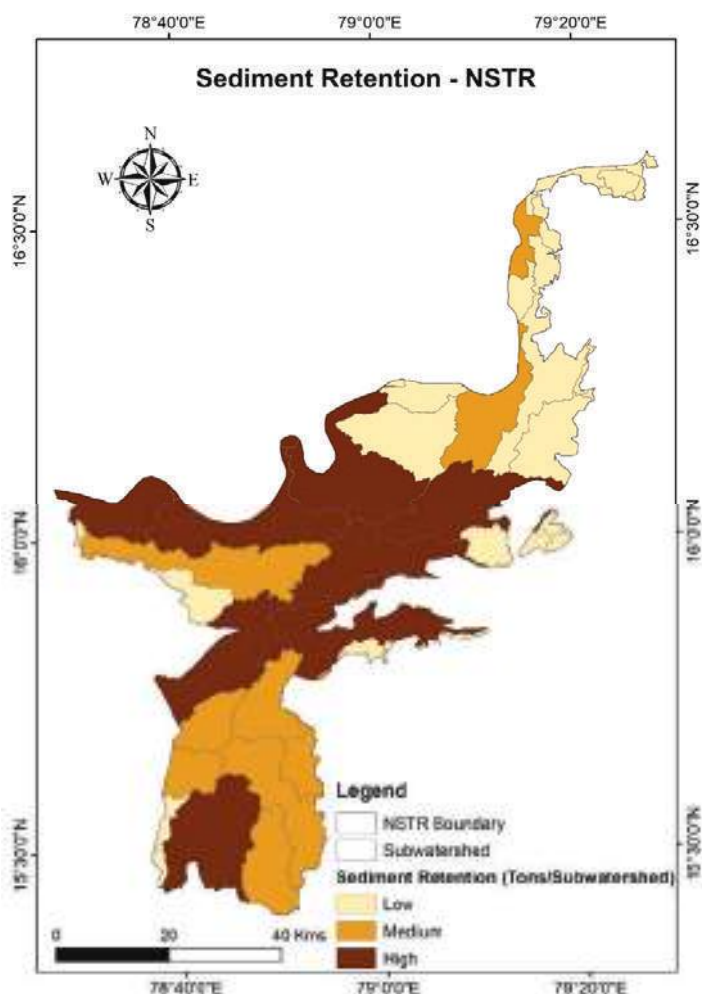 78°40'0"E 79°0'0"E 79°20'0"E
Sediment Retention - NSTR
N
W E
S
16°30'0"N 16°30'0"N
16°0'0"N 16°0'0"N
Legend
NSTR Boundary
Subwatershed
15°30'0"N 15°30'0"N
Sediment Retention (Tons/Subwatershed)
Low
Medium
High
0 20 40 Kms
78°40'0"E 79°0'0"E 79°20'0"E